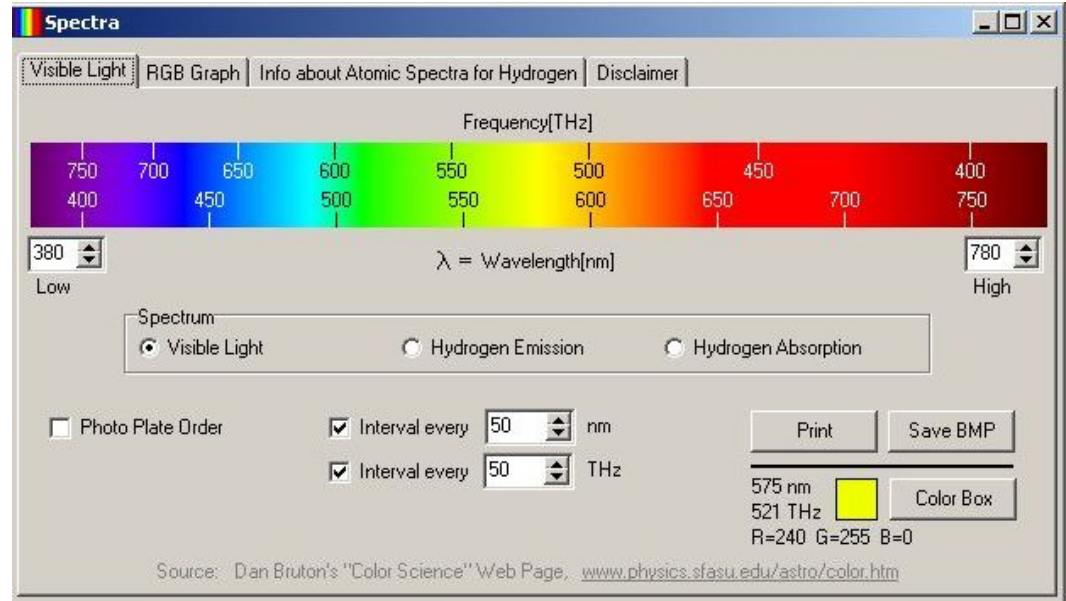 Spectra
Visible Light RGB Graph Info about Atomic Spectra for Hydrogen Disclaimer
Frequency[THz]
750 700 650 600 550 500 450 400
400 450 500 550 600 650 700 750
380 λ = Wavelength[nm] 780
Low High
Spectrum
Visible Light Hydrogen Emission Hydrogen Absorption
Photo Plate Order Interval every 50 nm Print Save BMP
Interval every 50 THz
575 nm
521 THz Color Box
R=240 G=255 B=0
Source: Dan Bruton's "Color Science" Web Page, www.physics.sfasu.edu/astro/color.htm